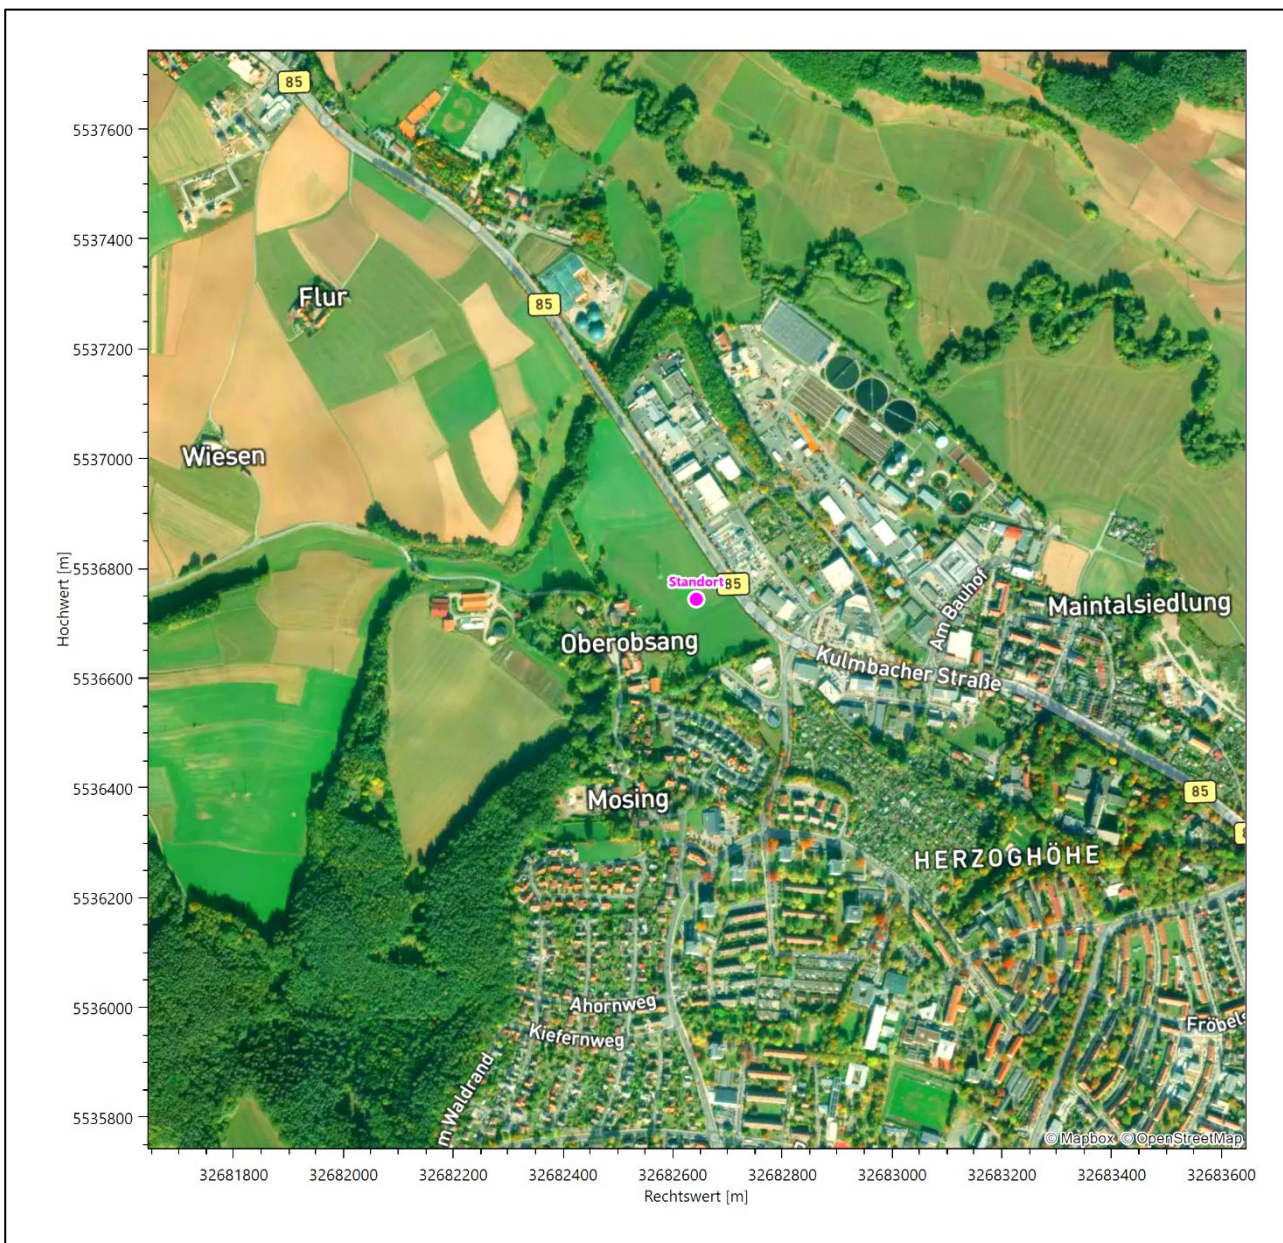 85
5537600
5537400
Flur
85
5537200
Wiesen
5537000
Hochwert [m]
5536800
Standort
85
Am Bauhof
Maintalsiedlung
Oberobsang
Kulmbacher Straße
5536600
5536400
Mosing
85
HERZOGHÖHE
5536200
5536000
Ahornweg
Kiefernweg
Fröbels
m Waldrand
5535800
© Mapbox © OpenStreetMap
32681800 32682000 32682200 32682400 32682600 32682800 32683000 32683200 32683400 32683600
Rechtswert [m]